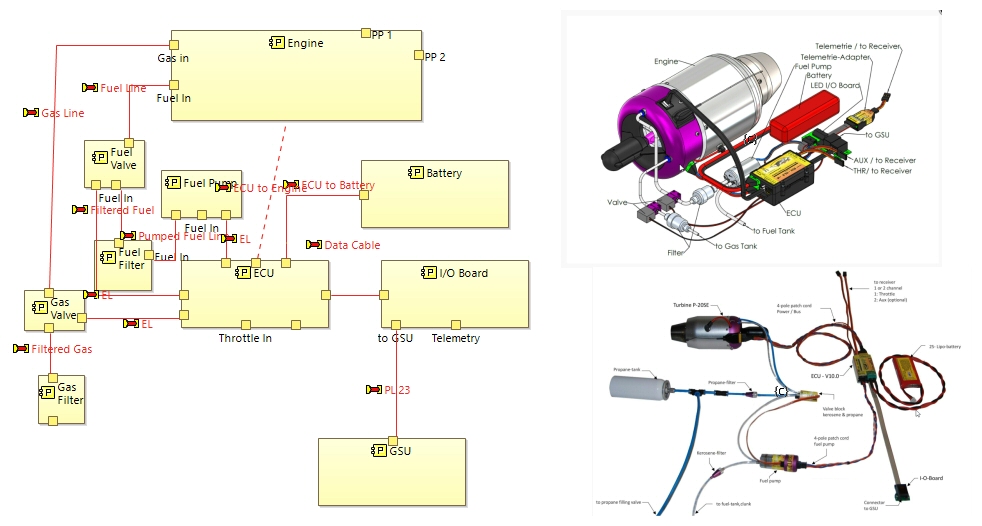 Engine
PP 1
PP 2
Gas in
Fuel Line
Fuel In
Gas Line
Fuel
Valve
Fuel Pump
ECU to Engine
ECU to Battery
Battery
Fuel In
Filtered Fuel
Fuel In
Pumped Fuel Line
EL
Data Cable
Fuel
Filter
Fuel In
ECU
I/O Board
Gas
Valve
EL
EL
Throttle In
to GSU
Telemetry
Filtered Gas
Gas
Filter
PL 23
GSU
Telemetrie / to Receiver
Telemetrie-Adapter
Engine
Fuel Pump
Battery
LED I/O Board
{c}
to GSU
AUX / to Receiver
THR/ to Receiver
Valve
ECU
to Fuel Tank
to Gas Tank
Filter
to receiver
1 or 2 channel
1: Throttle
2: Aux (optional)
Turbine P-20SE
4-pole patch cord
Power / Bus
2S- Lipo-battery
Propane-tank
Propane-filter
ECU - V10.0
{c}
Valve block
kerosene & propane
4-pole patch cord
fuel pump
Kerosene-filter
Fuel pump
I-O-Board
to propane filling valve
to fuel-tank,clunk
Connector
to GSU